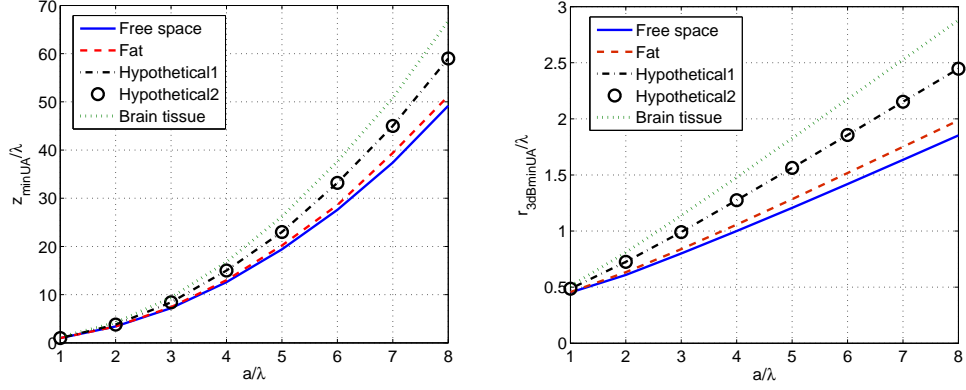 70
60
50
40
30
20
10
0
z_minUA/λ
Free space
Fat
Hypothetical1
Hypothetical2
Brain tissue
1 2 3 4 5 6 7 8
a/λ
3
2.5
2
1.5
1
0.5
0
r_3dBminUA/λ
Free space
Fat
Hypothetical1
Hypothetical2
Brain tissue
1 2 3 4 5 6 7 8
a/λ